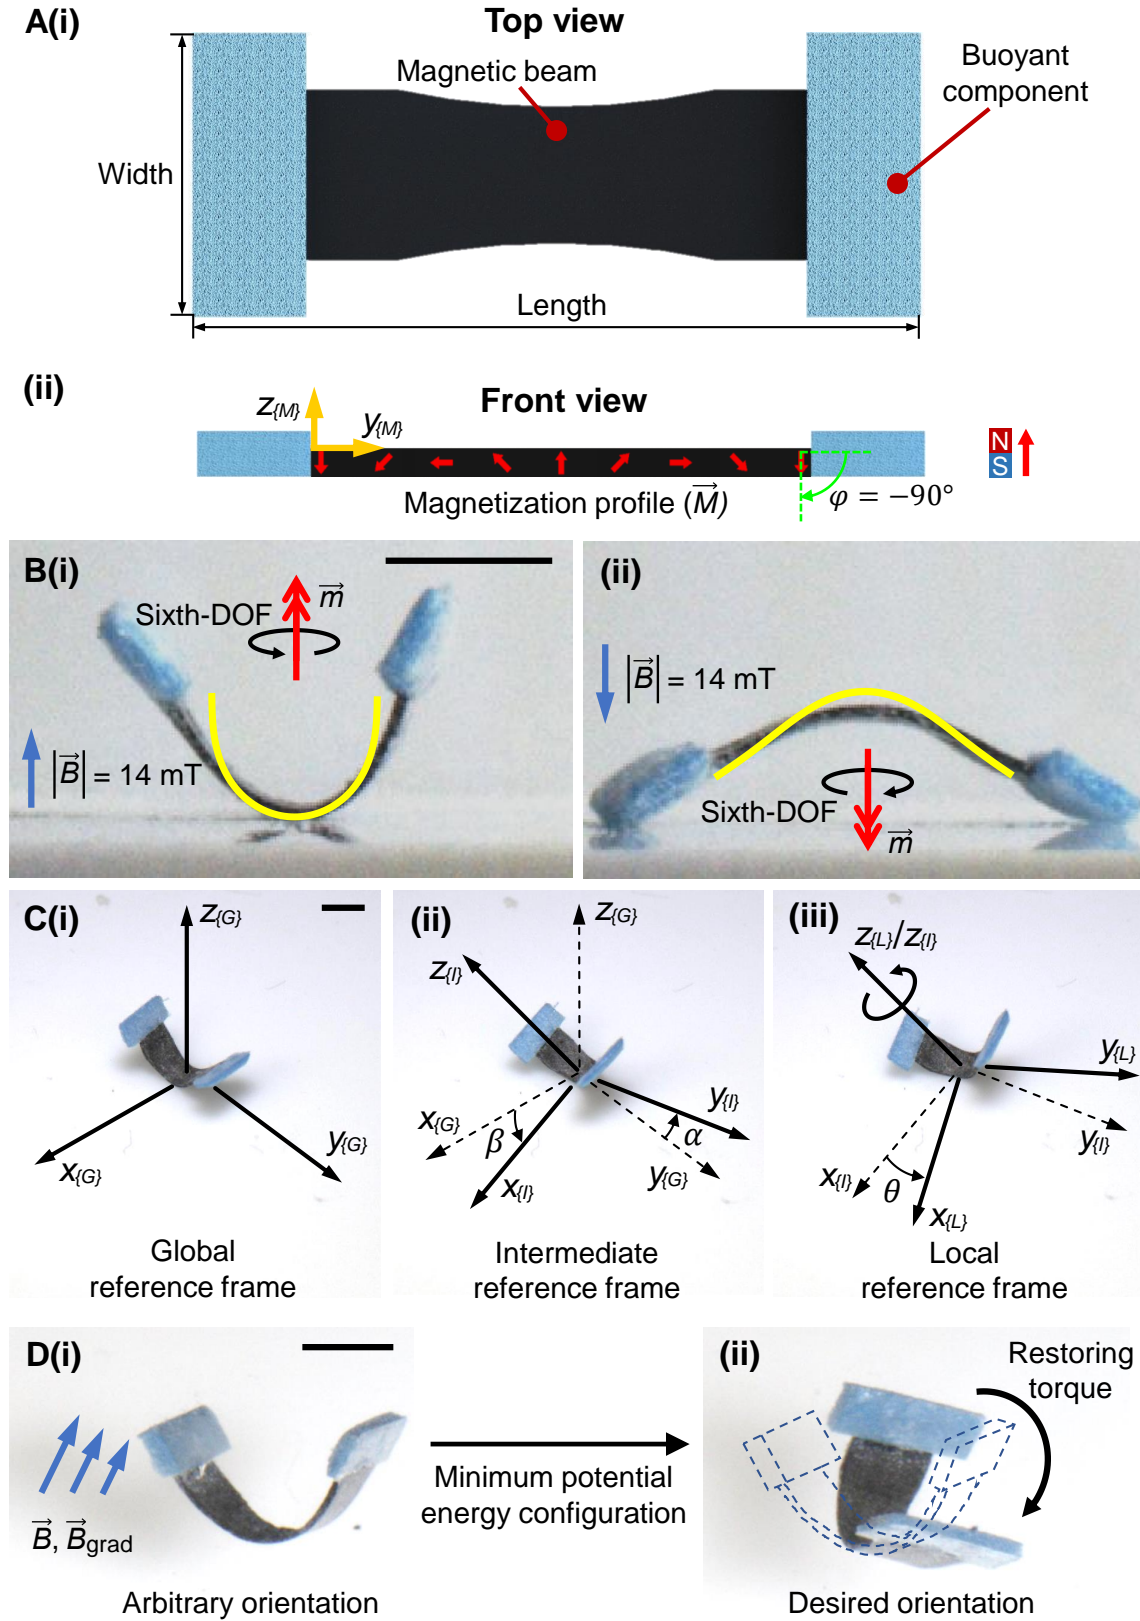 A(i)
Top view
Magnetic beam
Buoyant
component
Width
Length
(ii)
Front view
z{M}
y{M}
N
S
Magnetization profile (M⃗)
φ = −90°
B(i)
Sixth-DOF
m⃗
|B⃗| = 14 mT
(ii)
|B⃗| = 14 mT
Sixth-DOF
m⃗
C(i)
z{G}
x{G}
y{G}
Global
reference frame
(ii)
z{G}
z{I}
x{G}
β
x{I}
y{I}
α
y{G}
Intermediate
reference frame
(iii)
z{L}/z{I}
y{L}
y{I}
x{I}
θ
x{L}
Local
reference frame
D(i)
B⃗, B⃗grad
Arbitrary orientation
Minimum potential
energy configuration
(ii)
Restoring
torque
Desired orientation